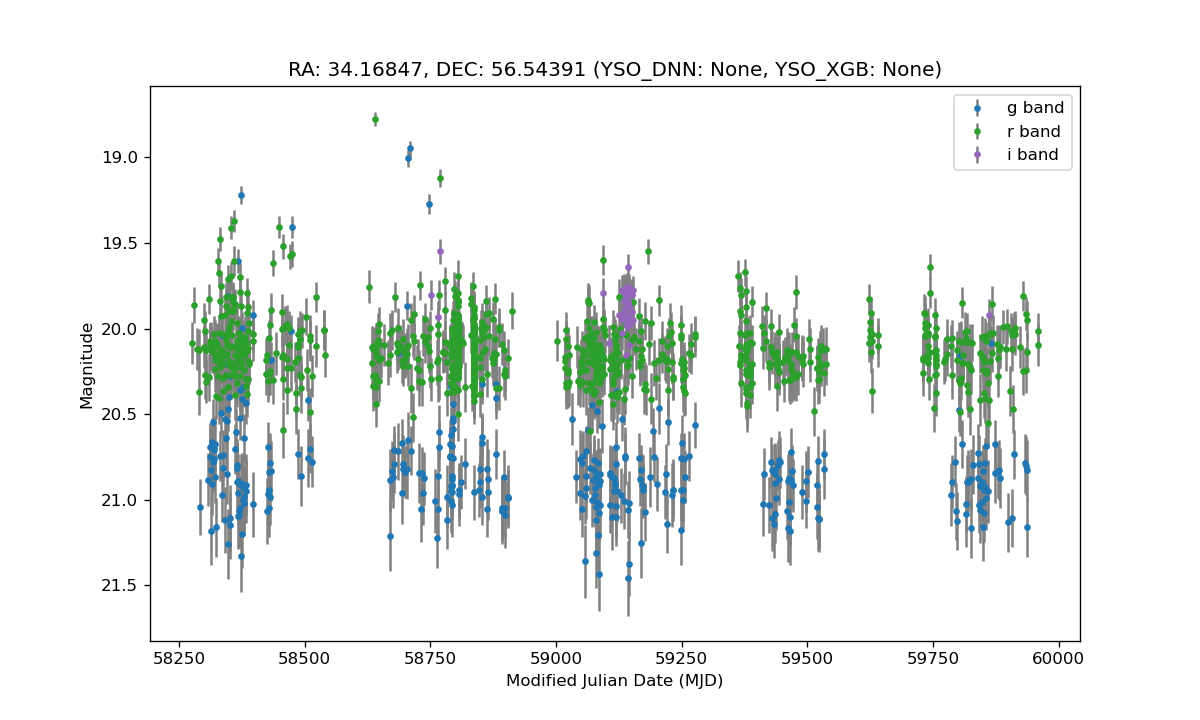 RA: 34.16847, DEC: 56.54391 (YSO_DNN: None, YSO_XGB: None)
g band
r band
i band
19.0
19.5
20.0
20.5
21.0
21.5
Magnitude
58250 58500 58750 59000 59250 59500 59750 60000
Modified Julian Date (MJD)